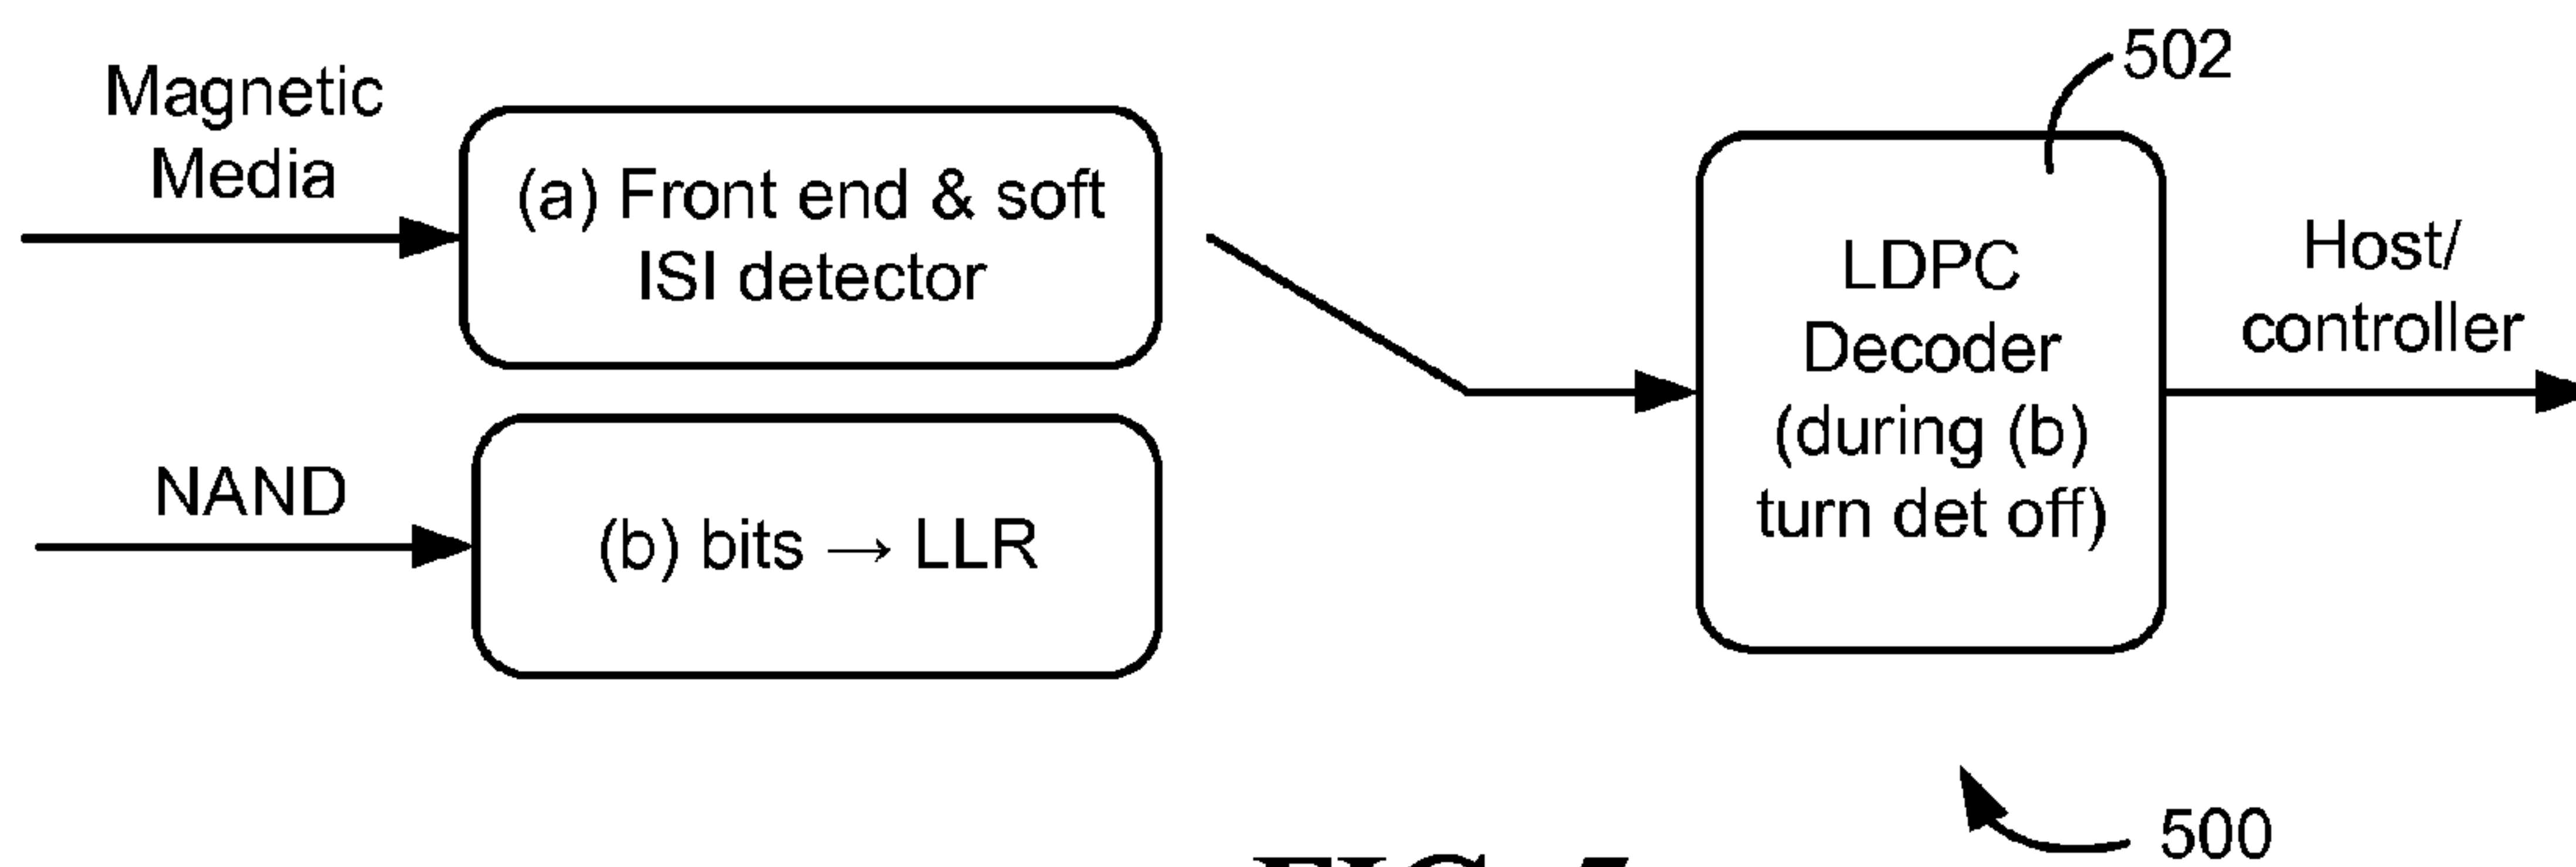 Magnetic
Media
(a) Front end & soft
ISI detector
NAND
(b) bits → LLR
502
LDPC
Decoder
(during (b)
turn det off)
Host/
controller
500